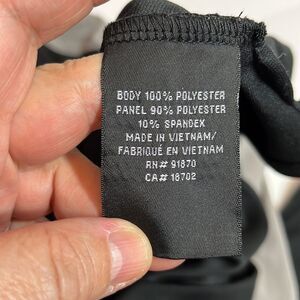 BODY 100% POLYESTER
PANEL 90% POLYESTER
10% SPANDEX
MADE IN VIETNAM/
FABRIQUÉ EN VIETNAM
RN# 91870
CA# 18702